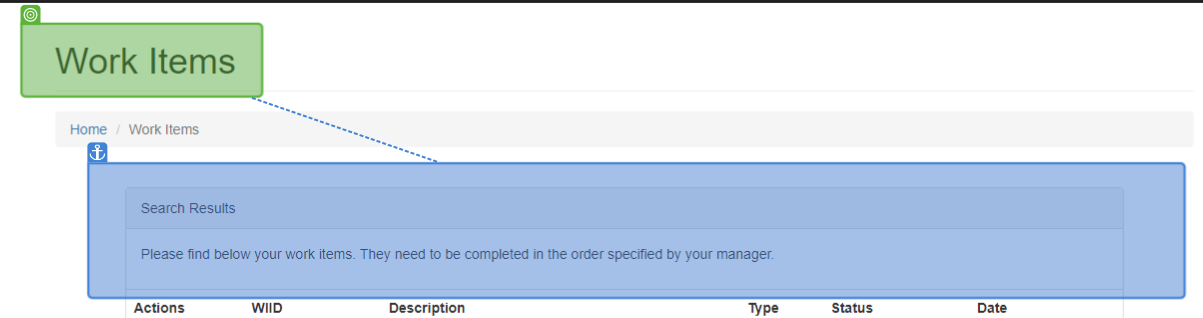 Work Items
Home / Work Items
Search Results
Please find below your work items. They need to be completed in the order specified by your manager.
Actions WIID Description Type Status Date